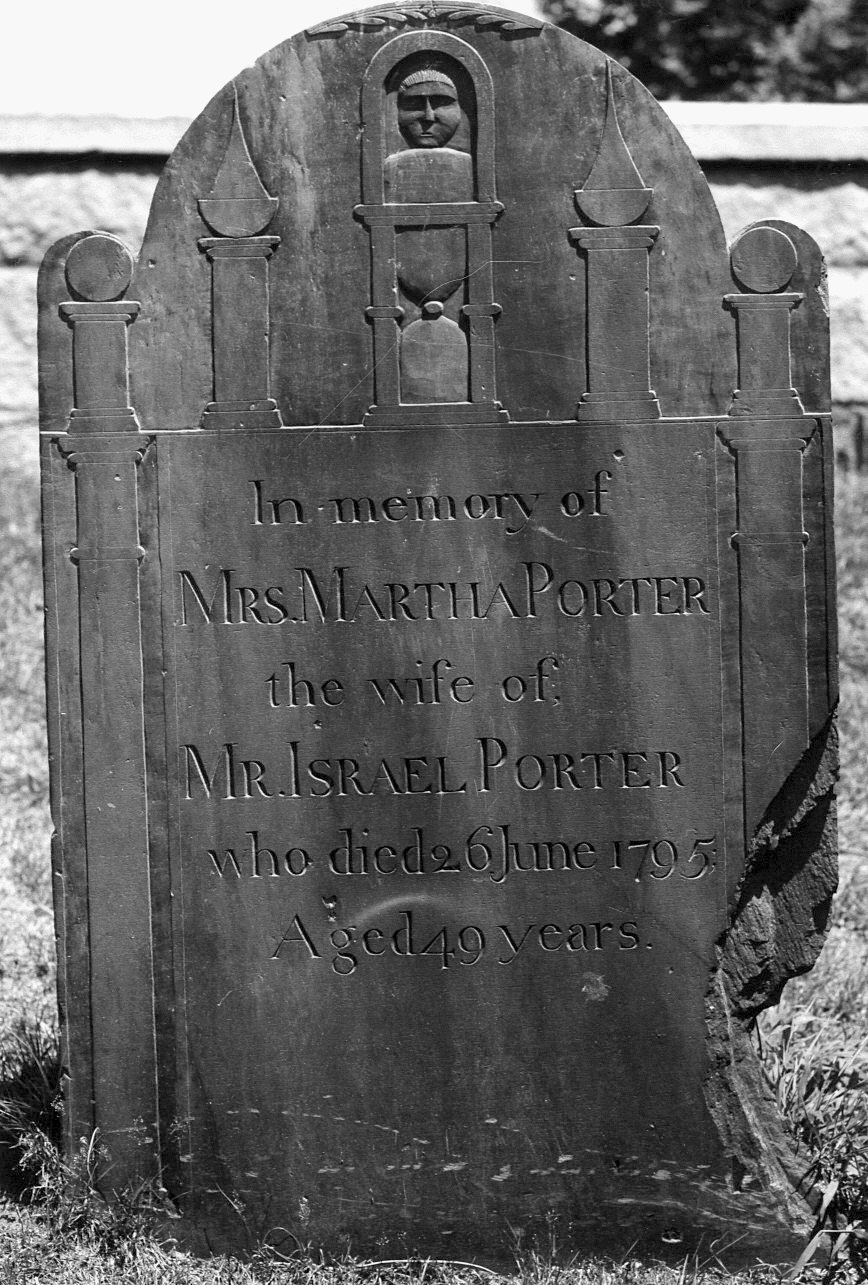 In memory of
MRS. MARTHA PORTER
the wife of,
MR. ISRAEL PORTER
who died 26 June 1795;
Aged 49 years.